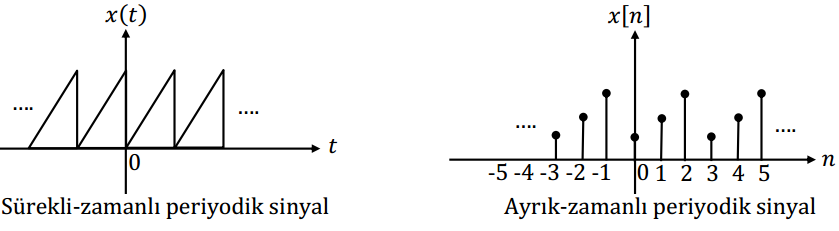 x(t)
....
....
t
0
Sürekli-zamanlı periyodik sinyal
x[n]
....
....
n
-5 -4 -3 -2 -1 0 1 2 3 4 5
Ayrık-zamanlı periyodik sinyal